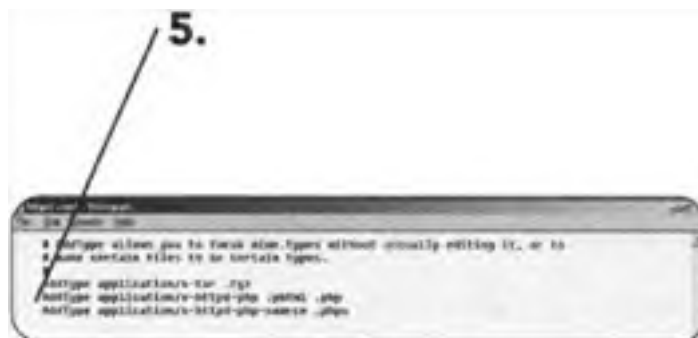 5.
# AddType allows you to tweak mime.types without actually editing it, or to
# make certain files to be certain types.
#
AddType application/x-tar .tgz
AddType application/x-httpd-php .phtml .php
AddType application/x-httpd-php-source .phps